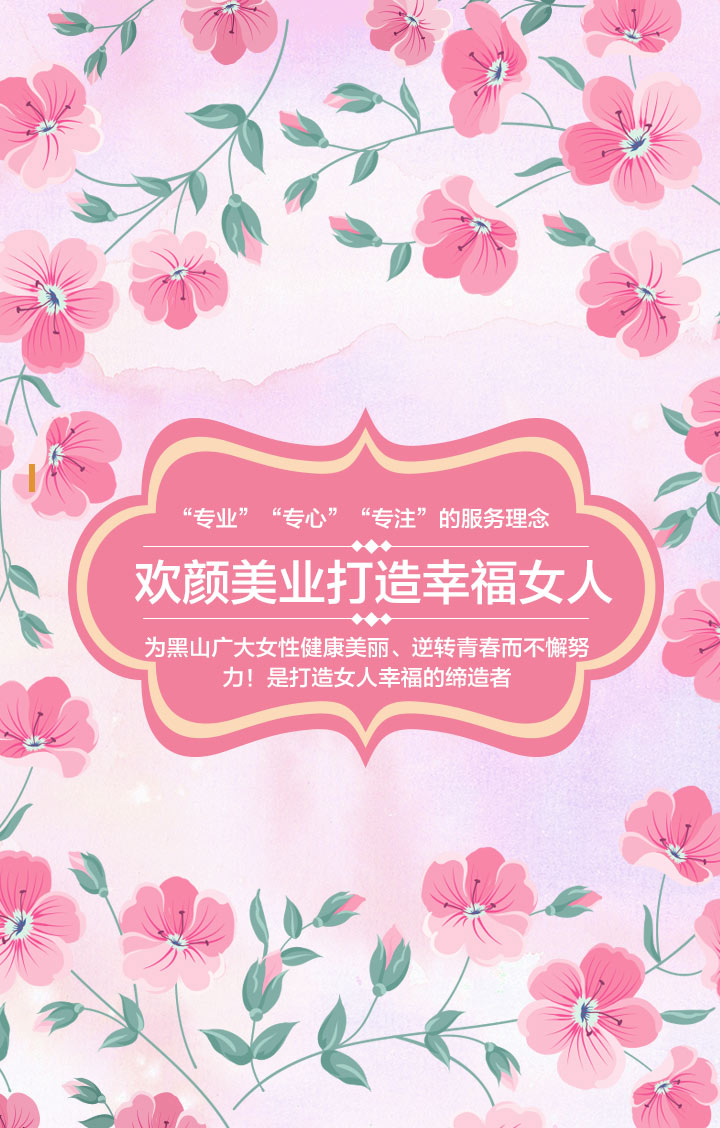 “专业”“专心”“专注”的服务理念
欢颜美业打造幸福女人
为黑山广大女性健康美丽、逆转青春而不懈努
力！是打造女人幸福的缔造者